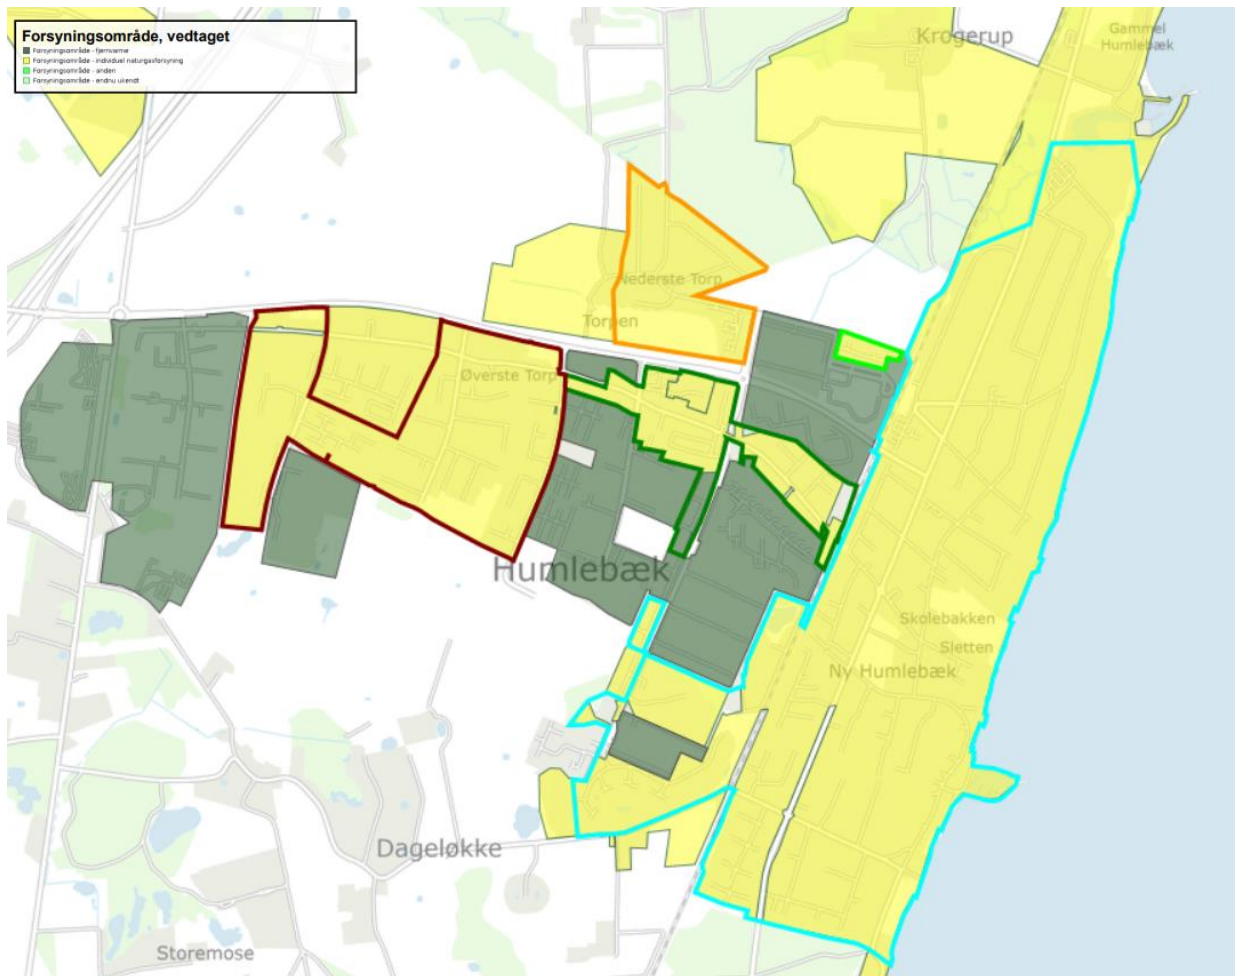 Forsyningsområde, vedtaget
Forsyningsområde - fjernvarme
Forsyningsområde - individuel naturgasforsyning
Forsyningsområde - anden
Forsyningsområde - endnu ukendt
Krogerup
Gammel
Humlebæk
Nederste Torp
Torpen
Øverste Torp
Humlebæk
Skolebakken
Sletten
Ny Humlebæk
Dageløkke
Storemose